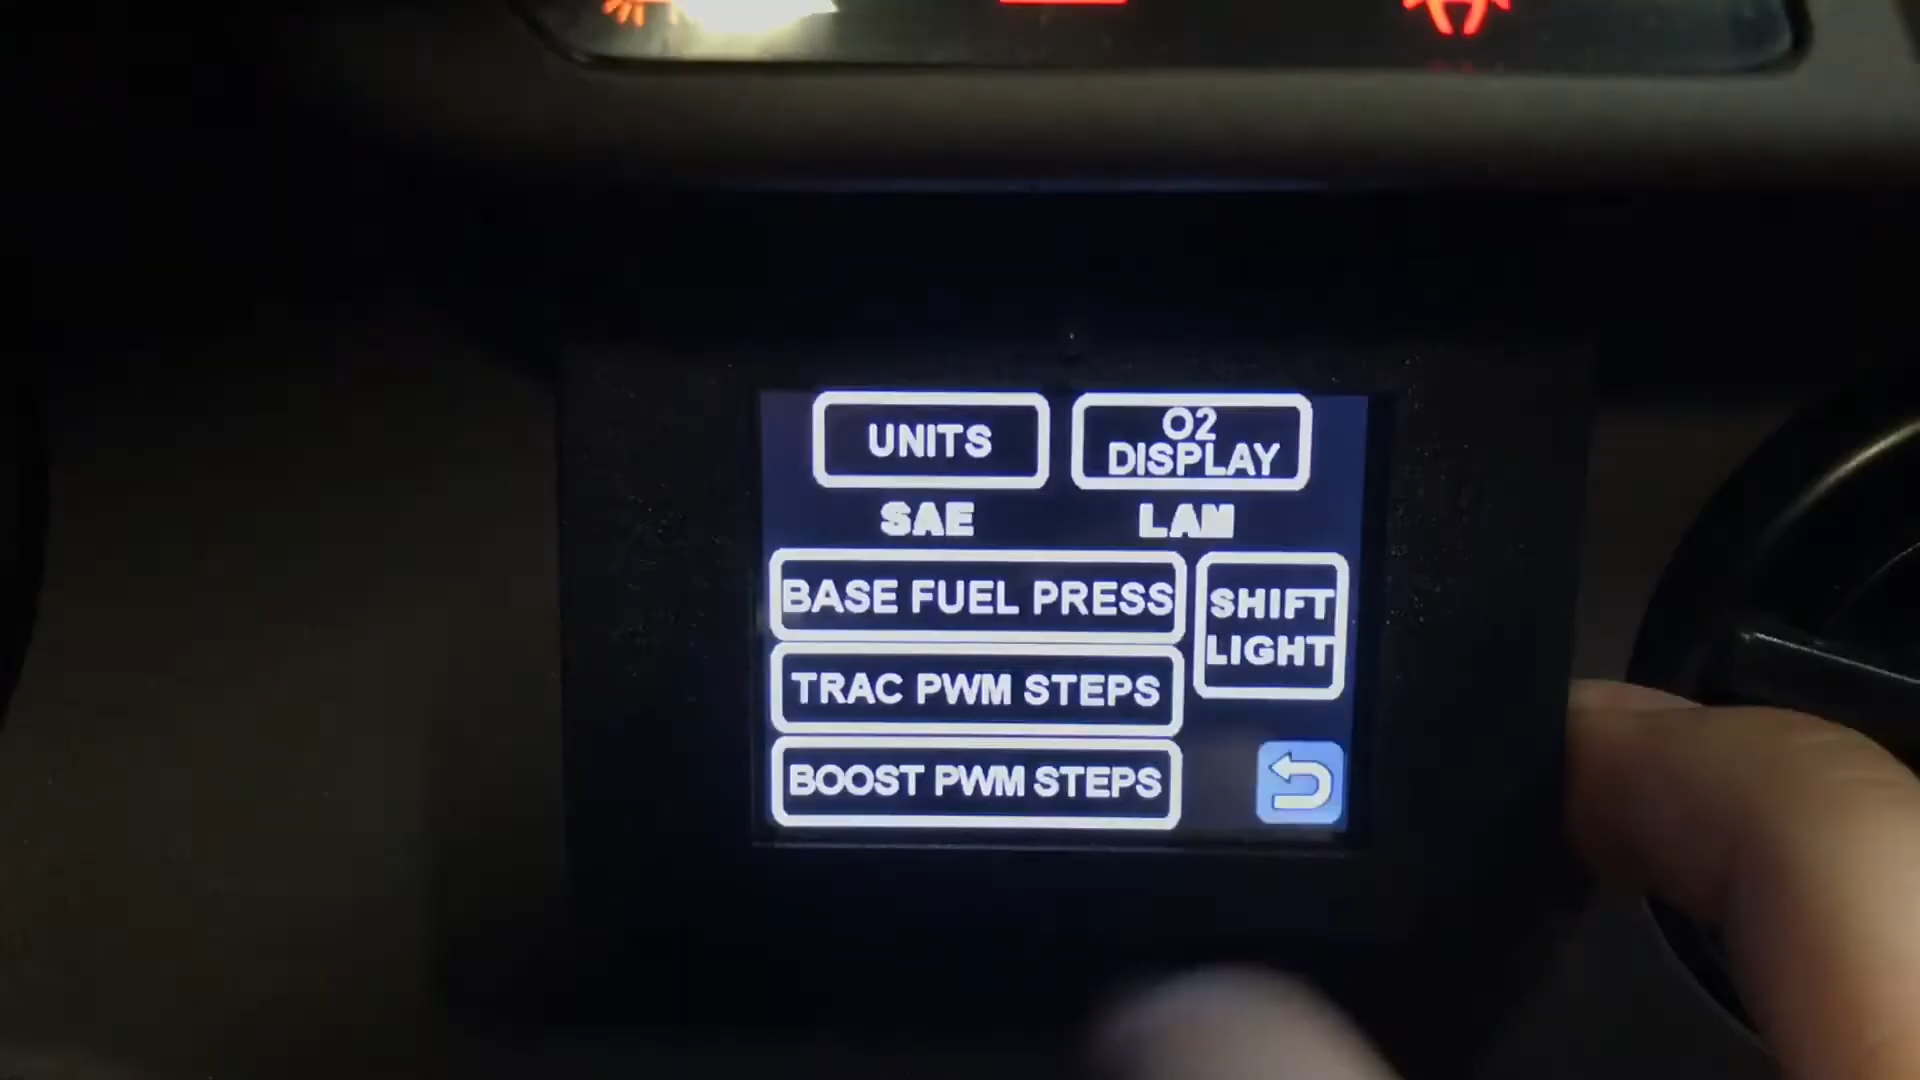 UNITS
O2
DISPLAY
SAE
LAM
BASE FUEL PRESS
SHIFT
LIGHT
TRAC PWM STEPS
BOOST PWM STEPS